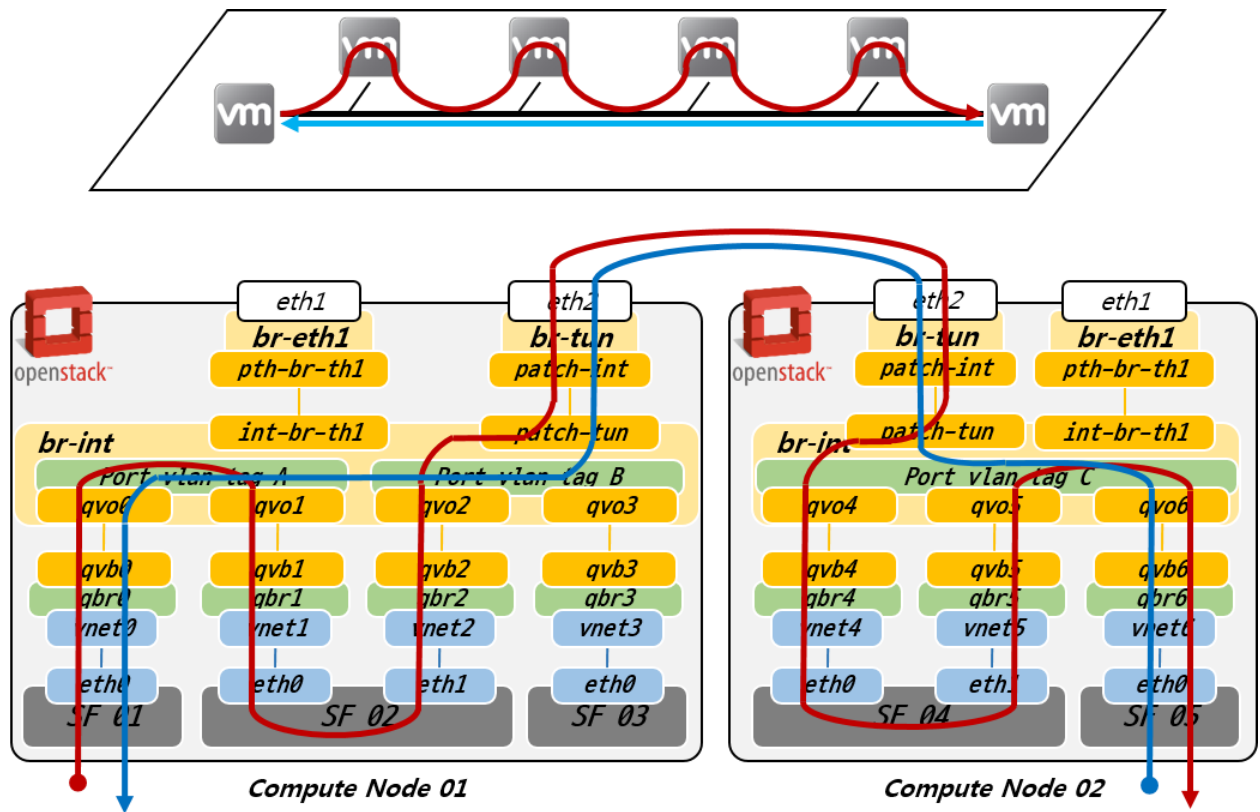 vm
vm
vm
vm
vm
vm
eth1
eth2
eth2
eth1
br-eth1
br-tun
br-tun
br-eth1
openstack™
pth-br-th1
patch-int
openstack™
patch-int
pth-br-th1
br-int
int-br-th1
patch-tun
br-int
patch-tun
int-br-th1
Port vlan tag A
Port vlan tag B
Port vlan tag C
qvo0
qvo1
qvo2
qvo3
qvo4
qvo5
qvo6
qvb0
qvb1
qvb2
qvb3
qvb4
qvb5
qvb6
qbr0
qbr1
qbr2
qbr3
qbr4
qbr5
qbr6
vnet0
vnet1
vnet2
vnet3
vnet4
vnet5
vnet6
eth0
eth0
eth1
eth0
eth0
eth1
eth0
SF 01
SF 02
SF 03
SF 04
SF 05
Compute Node 01
Compute Node 02